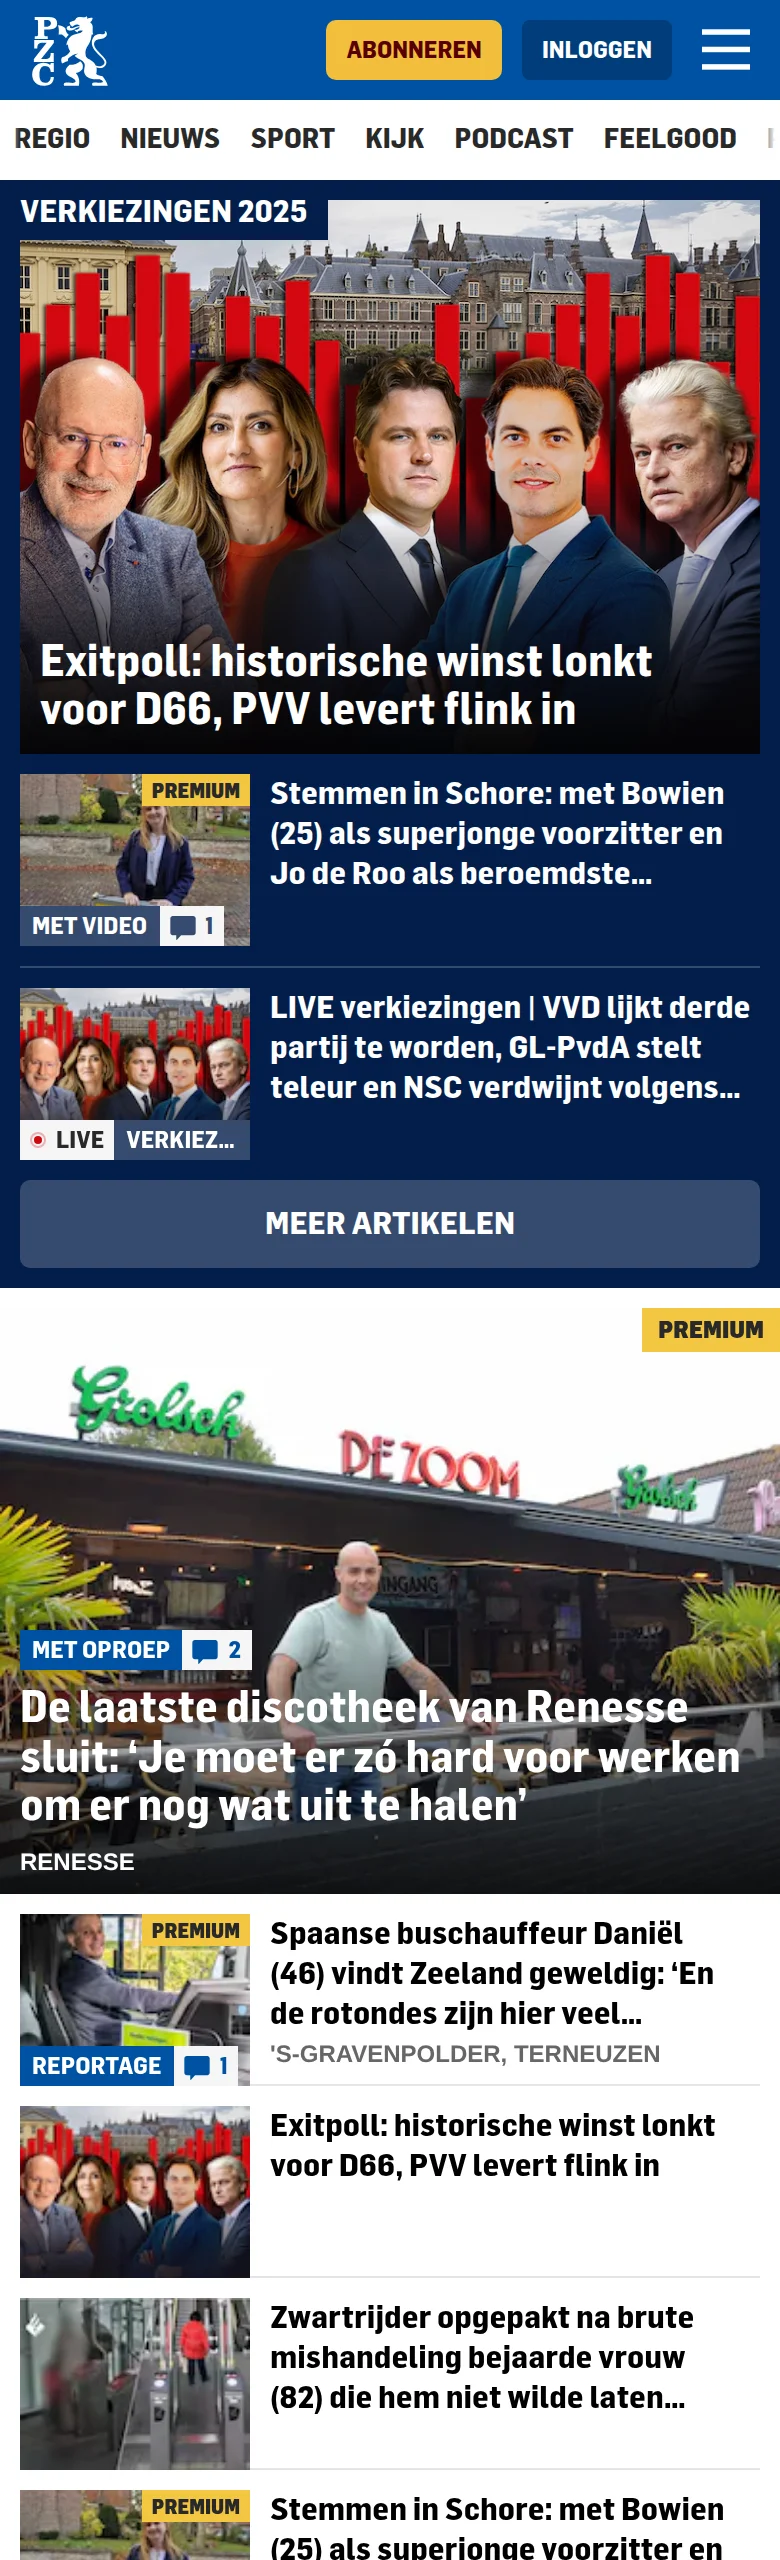 PZC
ABONNEREN
INLOGGEN
REGIO NIEUWS SPORT KIJK PODCAST FEELGOOD
VERKIEZINGEN 2025
Exitpoll: historische winst lonkt
voor D66, PVV levert flink in
PREMIUM
MET VIDEO 1
Stemmen in Schore: met Bowien
(25) als superjonge voorzitter en
Jo de Roo als beroemdste...
LIVE VERKIEZ...
LIVE verkiezingen | VVD lijkt derde
partij te worden, GL-PvdA stelt
teleur en NSC verdwijnt volgens...
MEER ARTIKELEN
PREMIUM
Grolsch
DE ZOOM
Grolsch
INGANG
MET OPROEP 2
De laatste discotheek van Renesse
sluit: ‘Je moet er zó hard voor werken
om er nog wat uit te halen’
RENESSE
PREMIUM
REPORTAGE 1
Spaanse buschauffeur Daniël
(46) vindt Zeeland geweldig: ‘En
de rotondes zijn hier veel...
'S-GRAVENPOLDER, TERNEUZEN
Exitpoll: historische winst lonkt
voor D66, PVV levert flink in
Zwartrijder opgepakt na brute
mishandeling bejaarde vrouw
(82) die hem niet wilde laten...
PREMIUM
Stemmen in Schore: met Bowien
(25) als superjonge voorzitter en